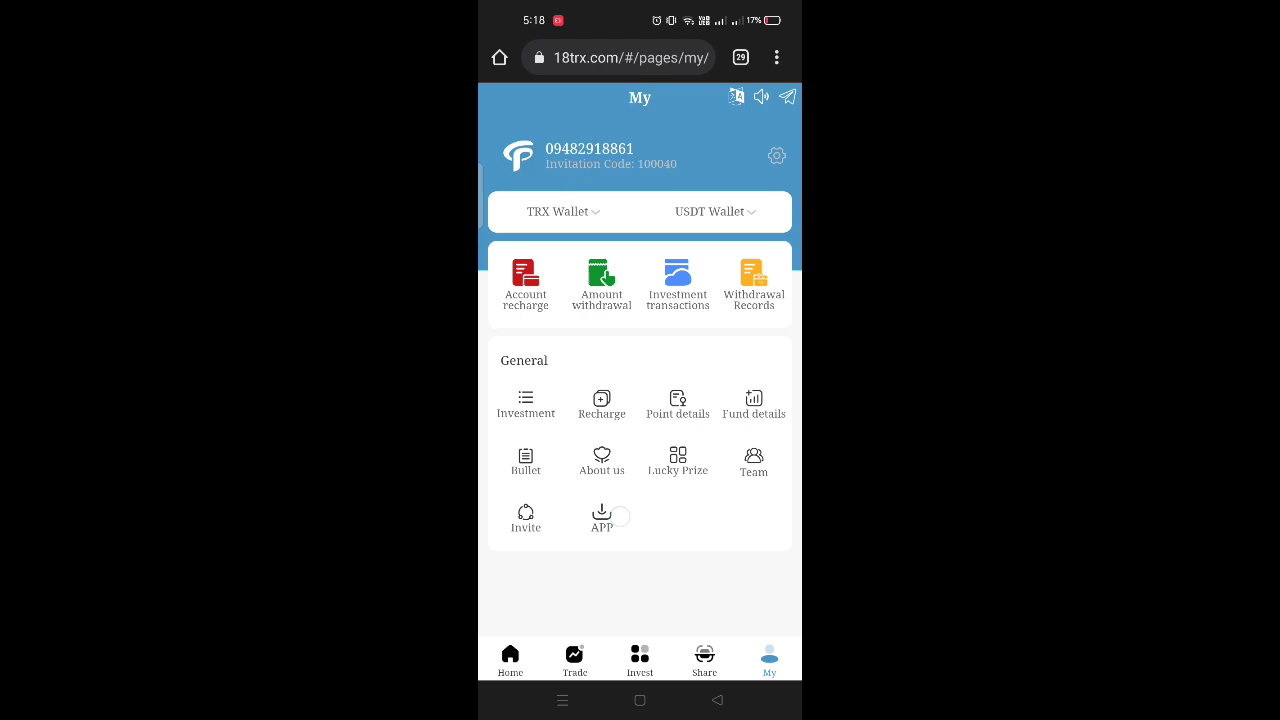 5:18
17%
18trx.com/#/pages/my/
29
My
09482918861
Invitation Code: 100040
TRX Wallet
USDT Wallet
Account recharge
Amount withdrawal
Investment transactions
Withdrawal Records
General
Investment
Recharge
Point details
Fund details
Bullet
About us
Lucky Prize
Team
Invite
APP
Home
Trade
Invest
Share
My